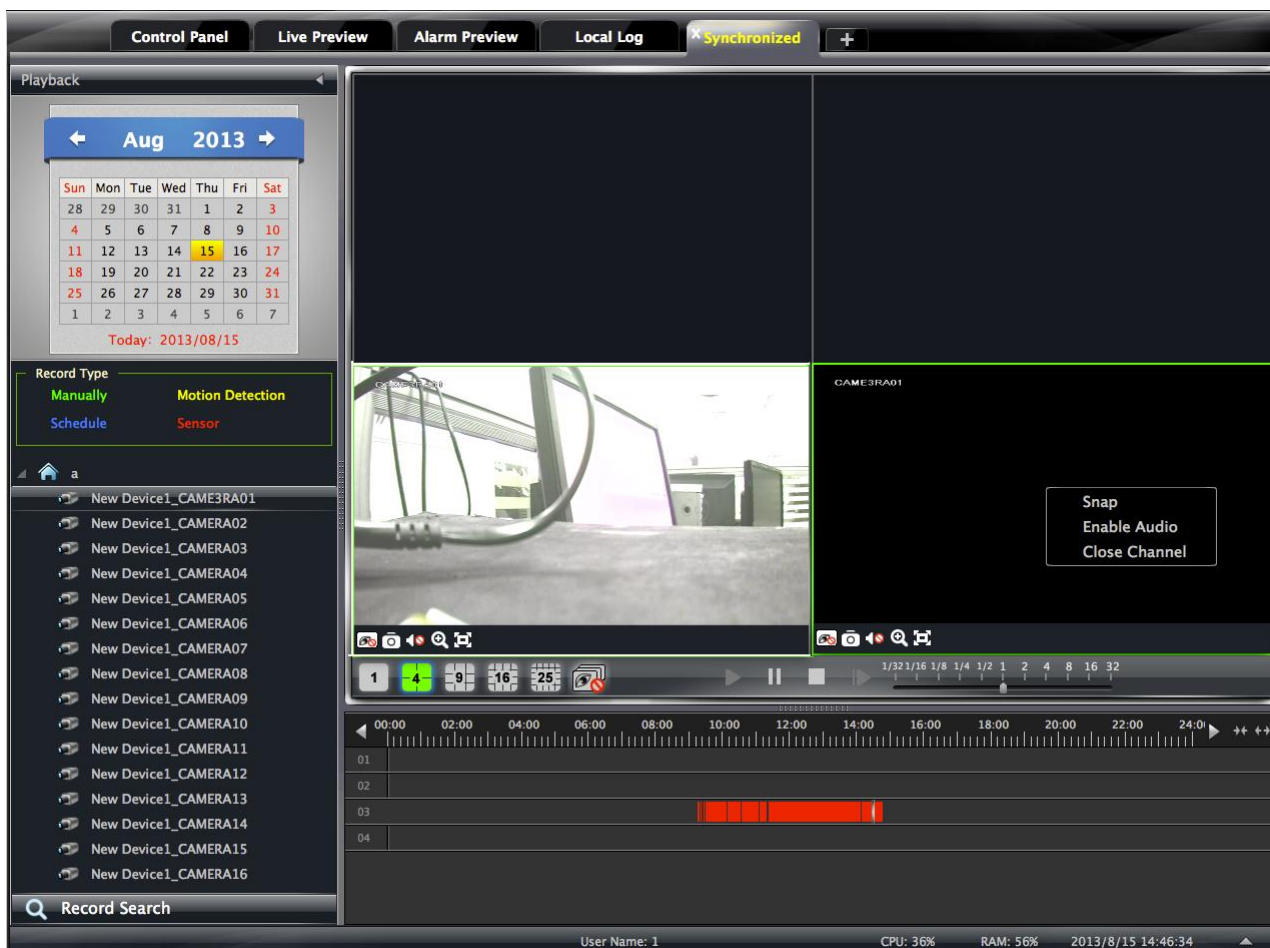 Control Panel Live Preview Alarm Preview Local Log Synchronized +
Playback
Aug 2013
Sun Mon Tue Wed Thu Fri Sat
28 29 30 31 1 2 3
4 5 6 7 8 9 10
11 12 13 14 15 16 17
18 19 20 21 22 23 24
25 26 27 28 29 30 31
1 2 3 4 5 6 7
Today: 2013/08/15
Record Type
Manually Motion Detection
Schedule Sensor
a
New Device1_CAME3RA01
New Device1_CAMERA02
New Device1_CAMERA03
New Device1_CAMERA04
New Device1_CAMERA05
New Device1_CAMERA06
New Device1_CAMERA07
New Device1_CAMERA08
New Device1_CAMERA09
New Device1_CAMERA10
New Device1_CAMERA11
New Device1_CAMERA12
New Device1_CAMERA13
New Device1_CAMERA14
New Device1_CAMERA15
New Device1_CAMERA16
Record Search
CAME3RA01
CAME3RA01
Snap
Enable Audio
Close Channel
1 4 9 16 25
1/32 1/16 1/8 1/4 1/2 1 2 4 8 16 32
00:00 02:00 04:00 06:00 08:00 10:00 12:00 14:00 16:00 18:00 20:00 22:00 24:0
01
02
03
04
User Name: 1 CPU: 36% RAM: 56% 2013/8/15 14:46:34